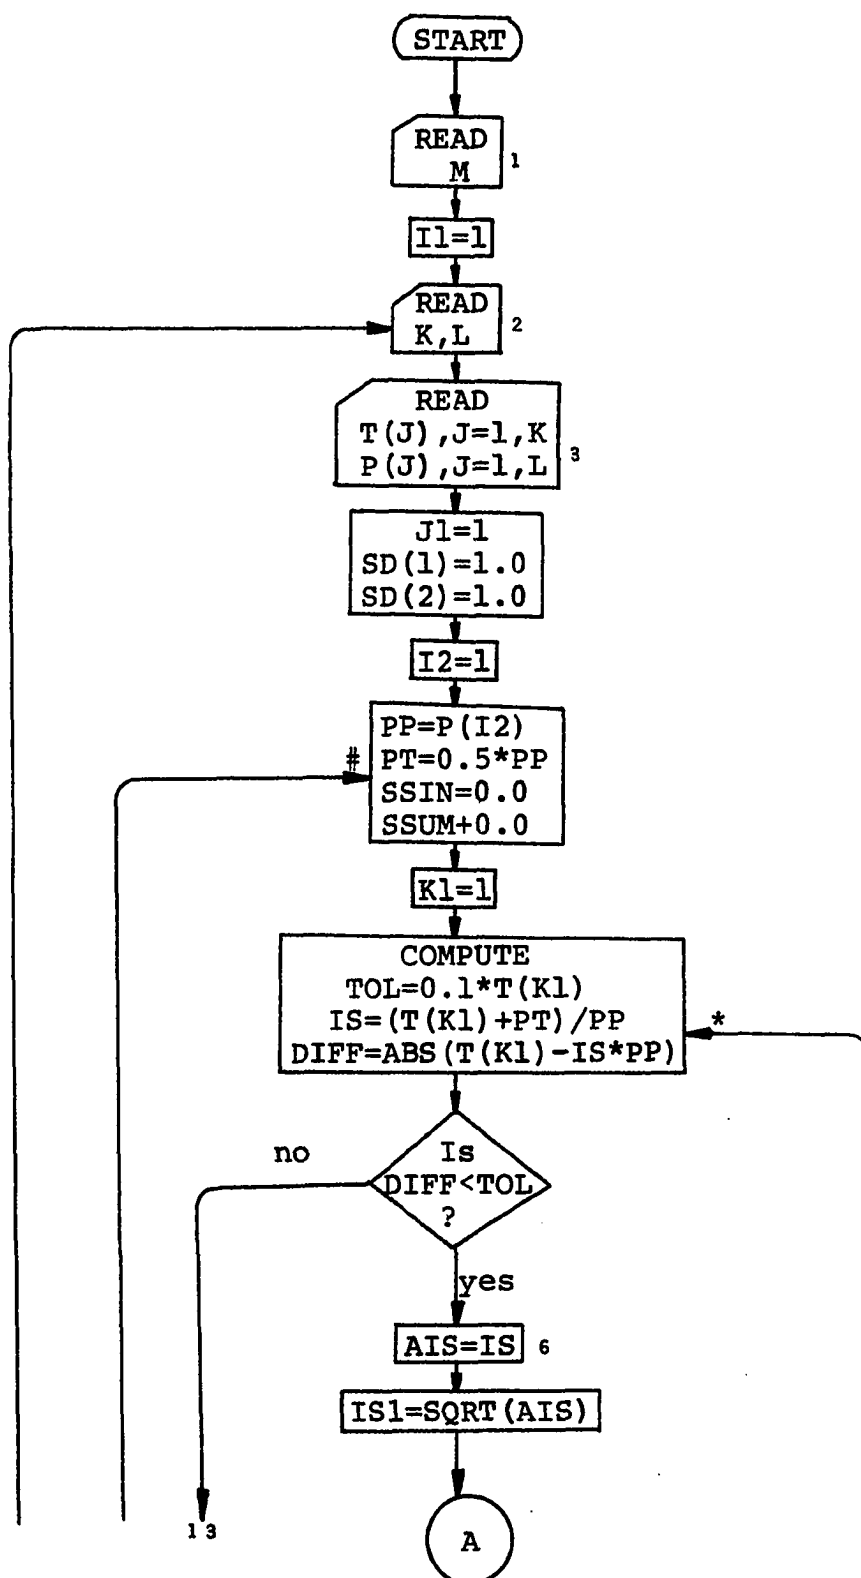 START
READ
M
1
I1=1
READ
K,L
2
READ
T(J),J=1,K
P(J),J=1,L
3
J1=1
SD(1)=1.0
SD(2)=1.0
I2=1
PP=P(I2)
# PT=0.5*PP
SSIN=0.0
SSUM+0.0
K1=1
COMPUTE
TOL=0.1*T(K1)
IS=(T(K1)+PT)/PP
*
DIFF=ABS(T(K1)-IS*PP)
no
Is
DIFF<TOL
?
yes
AIS=IS
6
IS1=SQRT(AIS)
13
A